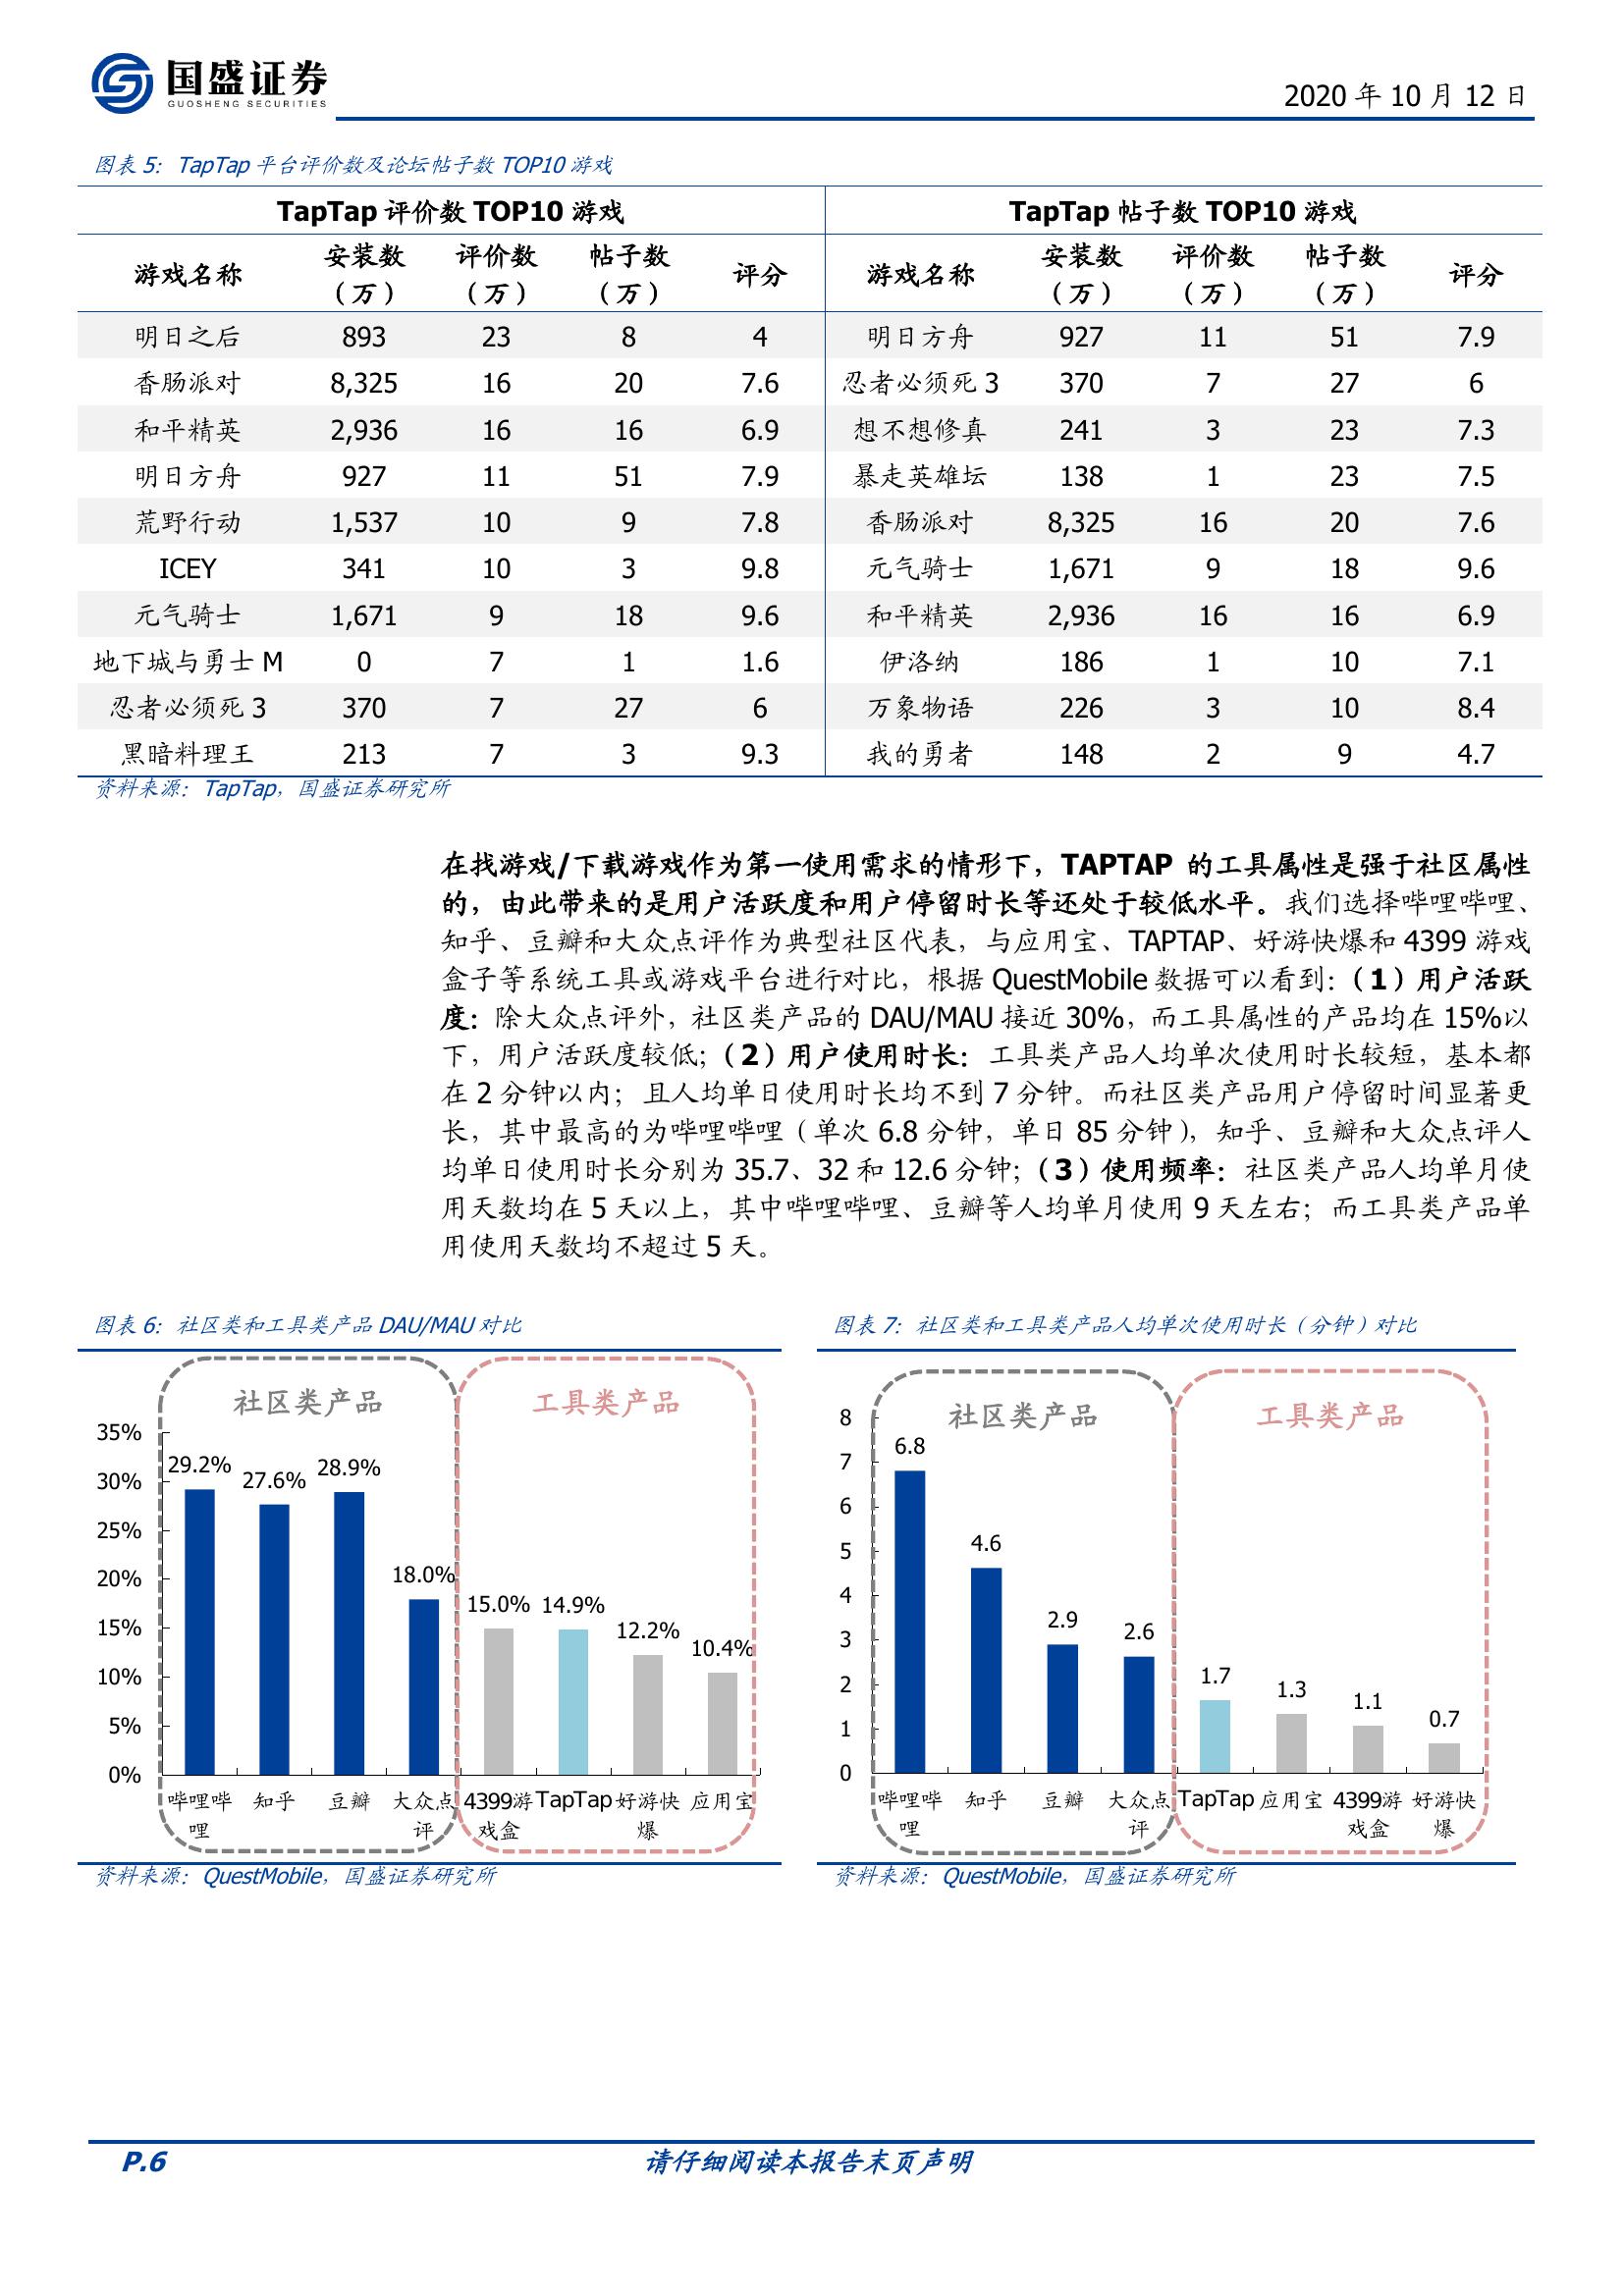 国盛证券
GUOSHENG SECURITIES
2020 年 10 月 12 日
图表 5：TapTap 平台评价数及论坛帖子数 TOP10 游戏
TapTap 评价数 TOP10 游戏 TapTap 帖子数 TOP10 游戏
游戏名称 安装数（万） 评价数（万） 帖子数（万） 评分 游戏名称 安装数（万） 评价数（万） 帖子数（万） 评分
明日之后 893 23 8 4 明日方舟 927 11 51 7.9
香肠派对 8,325 16 20 7.6 忍者必须死 3 370 7 27 6
和平精英 2,936 16 16 6.9 想不想修真 241 3 23 7.3
明日方舟 927 11 51 7.9 暴走英雄坛 138 1 23 7.5
荒野行动 1,537 10 9 7.8 香肠派对 8,325 16 20 7.6
ICEY 341 10 3 9.8 元气骑士 1,671 9 18 9.6
元气骑士 1,671 9 18 9.6 和平精英 2,936 16 16 6.9
地下城与勇士 M 0 7 1 1.6 伊洛纳 186 1 10 7.1
忍者必须死 3 370 7 27 6 万象物语 226 3 10 8.4
黑暗料理王 213 7 3 9.3 我的勇者 148 2 9 4.7
资料来源：TapTap，国盛证券研究所
在找游戏/下载游戏作为第一使用需求的情形下，TAPTAP 的工具属性是强于社区属性
的，由此带来的是用户活跃度和用户停留时长等还处于较低水平。我们选择哔哩哔哩、
知乎、豆瓣和大众点评作为典型社区代表，与应用宝、TAPTAP、好游快爆和 4399 游戏
盒子等系统工具或游戏平台进行对比，根据 QuestMobile 数据可以看到：（1）用户活跃
度：除大众点评外，社区类产品的 DAU/MAU 接近 30%，而工具属性的产品均在 15%以
下，用户活跃度较低；（2）用户使用时长：工具类产品人均单次使用时长较短，基本都
在 2 分钟以内；且人均单日使用时长均不到 7 分钟。而社区类产品用户停留时间显著更
长，其中最高的为哔哩哔哩（单次 6.8 分钟，单日 85 分钟），知乎、豆瓣和大众点评人
均单日使用时长分别为 35.7、32 和 12.6 分钟；（3）使用频率：社区类产品人均单月使
用天数均在 5 天以上，其中哔哩哔哩、豆瓣等人均单月使用 9 天左右；而工具类产品单
用使用天数均不超过 5 天。
图表 6：社区类和工具类产品 DAU/MAU 对比
社区类产品 工具类产品
35%
30%
25%
20%
15%
10%
5%
0%
29.2% 27.6% 28.9% 18.0% 15.0% 14.9% 12.2% 10.4%
哔哩哔哩 知乎 豆瓣 大众点评 4399游戏盒 TapTap 好游快爆 应用宝
资料来源：QuestMobile，国盛证券研究所
图表 7：社区类和工具类产品人均单次使用时长（分钟）对比
社区类产品 工具类产品
8
7
6
5
4
3
2
1
0
6.8 4.6 2.9 2.6 1.7 1.3 1.1 0.7
哔哩哔哩 知乎 豆瓣 大众点评 TapTap 应用宝 4399游戏盒 好游快爆
资料来源：QuestMobile，国盛证券研究所
P.6 请仔细阅读本报告末页声明